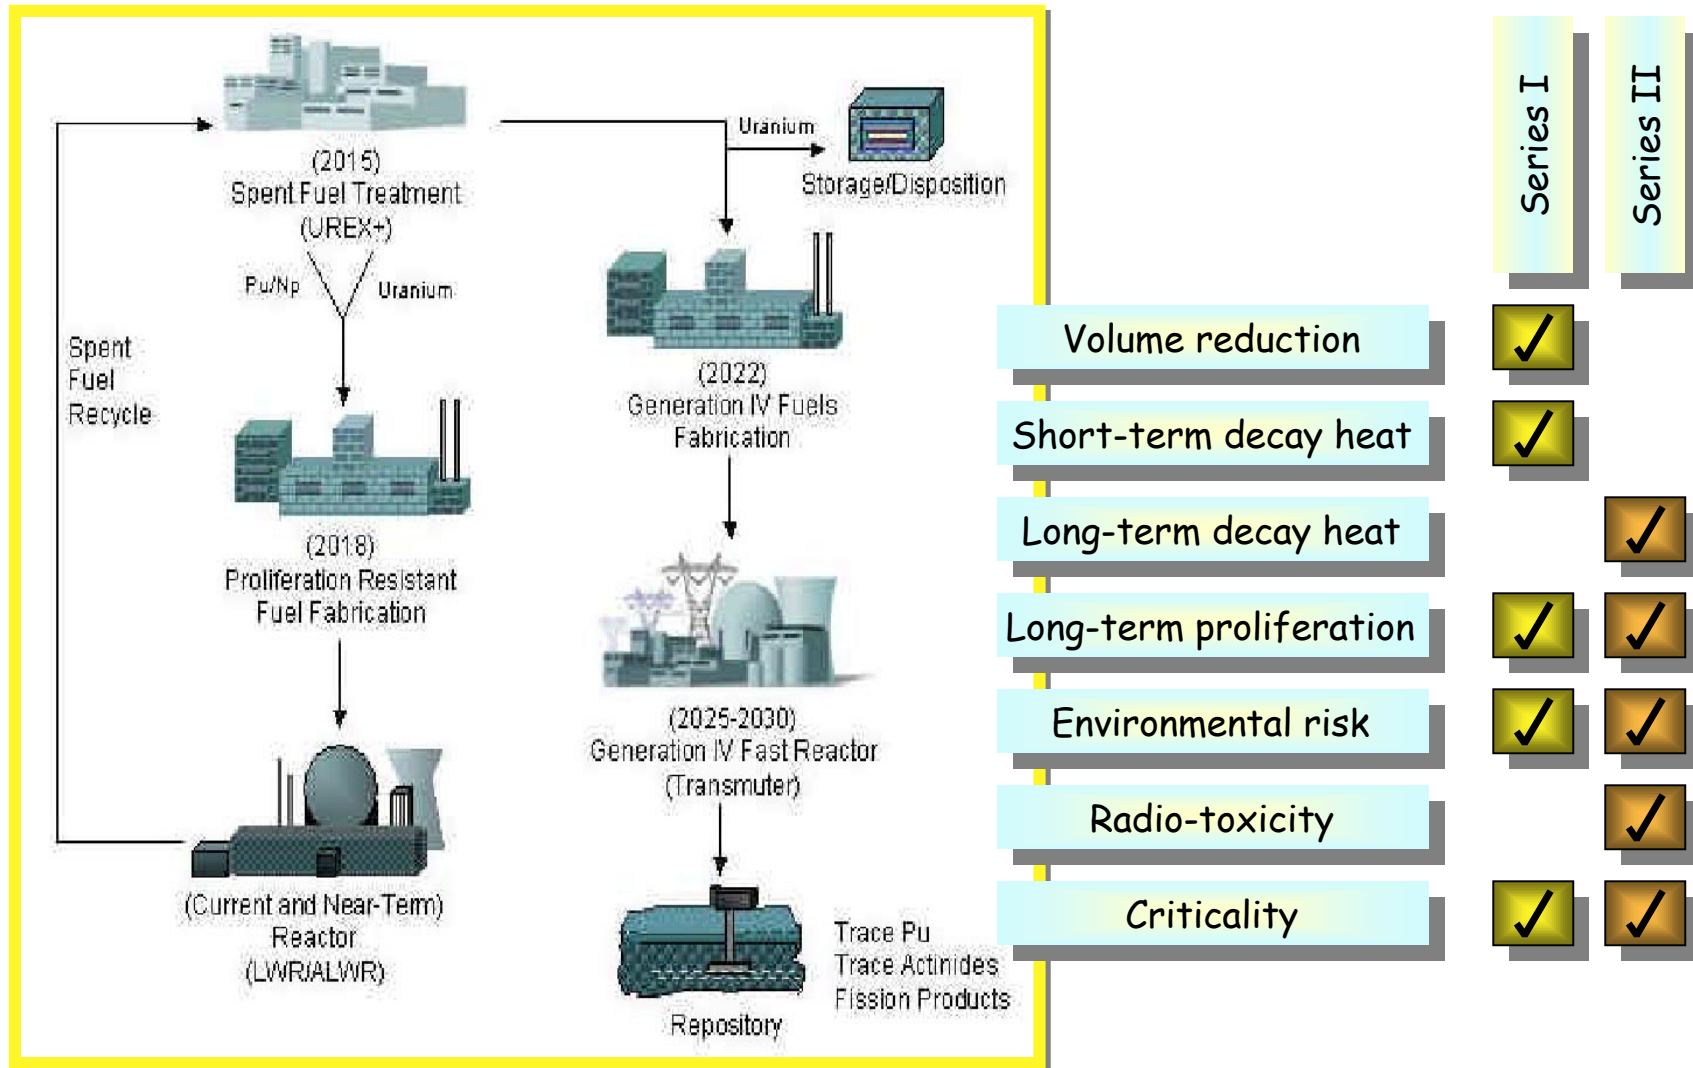 (2015)
Spent Fuel Treatment
(UREX+)
Pu/Np
Uranium
Spent
Fuel
Recycle
(2018)
Proliferation Resistant
Fuel Fabrication
(Current and Near-Term)
Reactor
(LWR/ALWR)
Uranium
Storage/Disposition
(2022)
Generation IV Fuels
Fabrication
(2025-2030)
Generation IV Fast Reactor
(Transmuter)
Trace Pu
Trace Actinides
Fission Products
Repository
Series I
Series II
Volume reduction
Short-term decay heat
Long-term decay heat
Long-term proliferation
Environmental risk
Radio-toxicity
Criticality